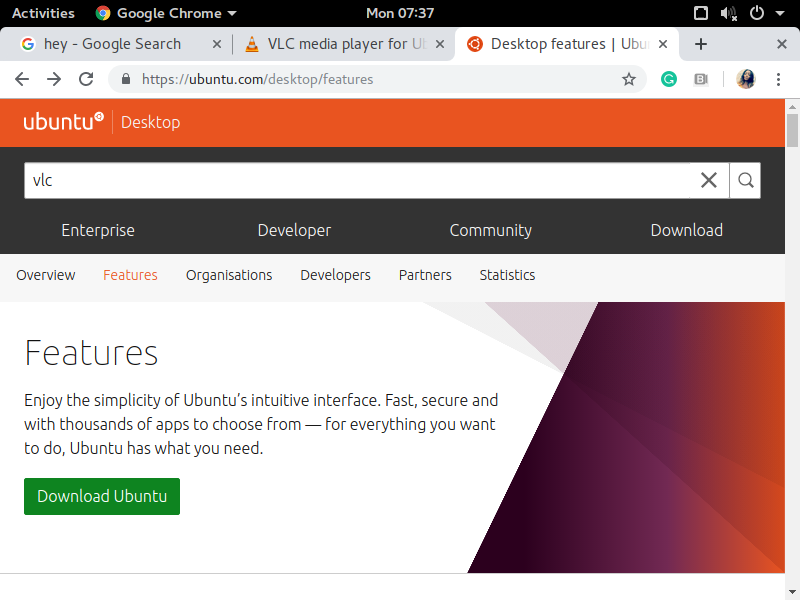 Activities Google Chrome Mon 07:37
hey - Google Search VLC media player for Ub Desktop features | Ubu
https://ubuntu.com/desktop/features
ubuntu Desktop
vlc
Enterprise Developer Community Download
Overview Features Organisations Developers Partners Statistics
Features
Enjoy the simplicity of Ubuntu’s intuitive interface. Fast, secure and
with thousands of apps to choose from — for everything you want
to do, Ubuntu has what you need.
Download Ubuntu